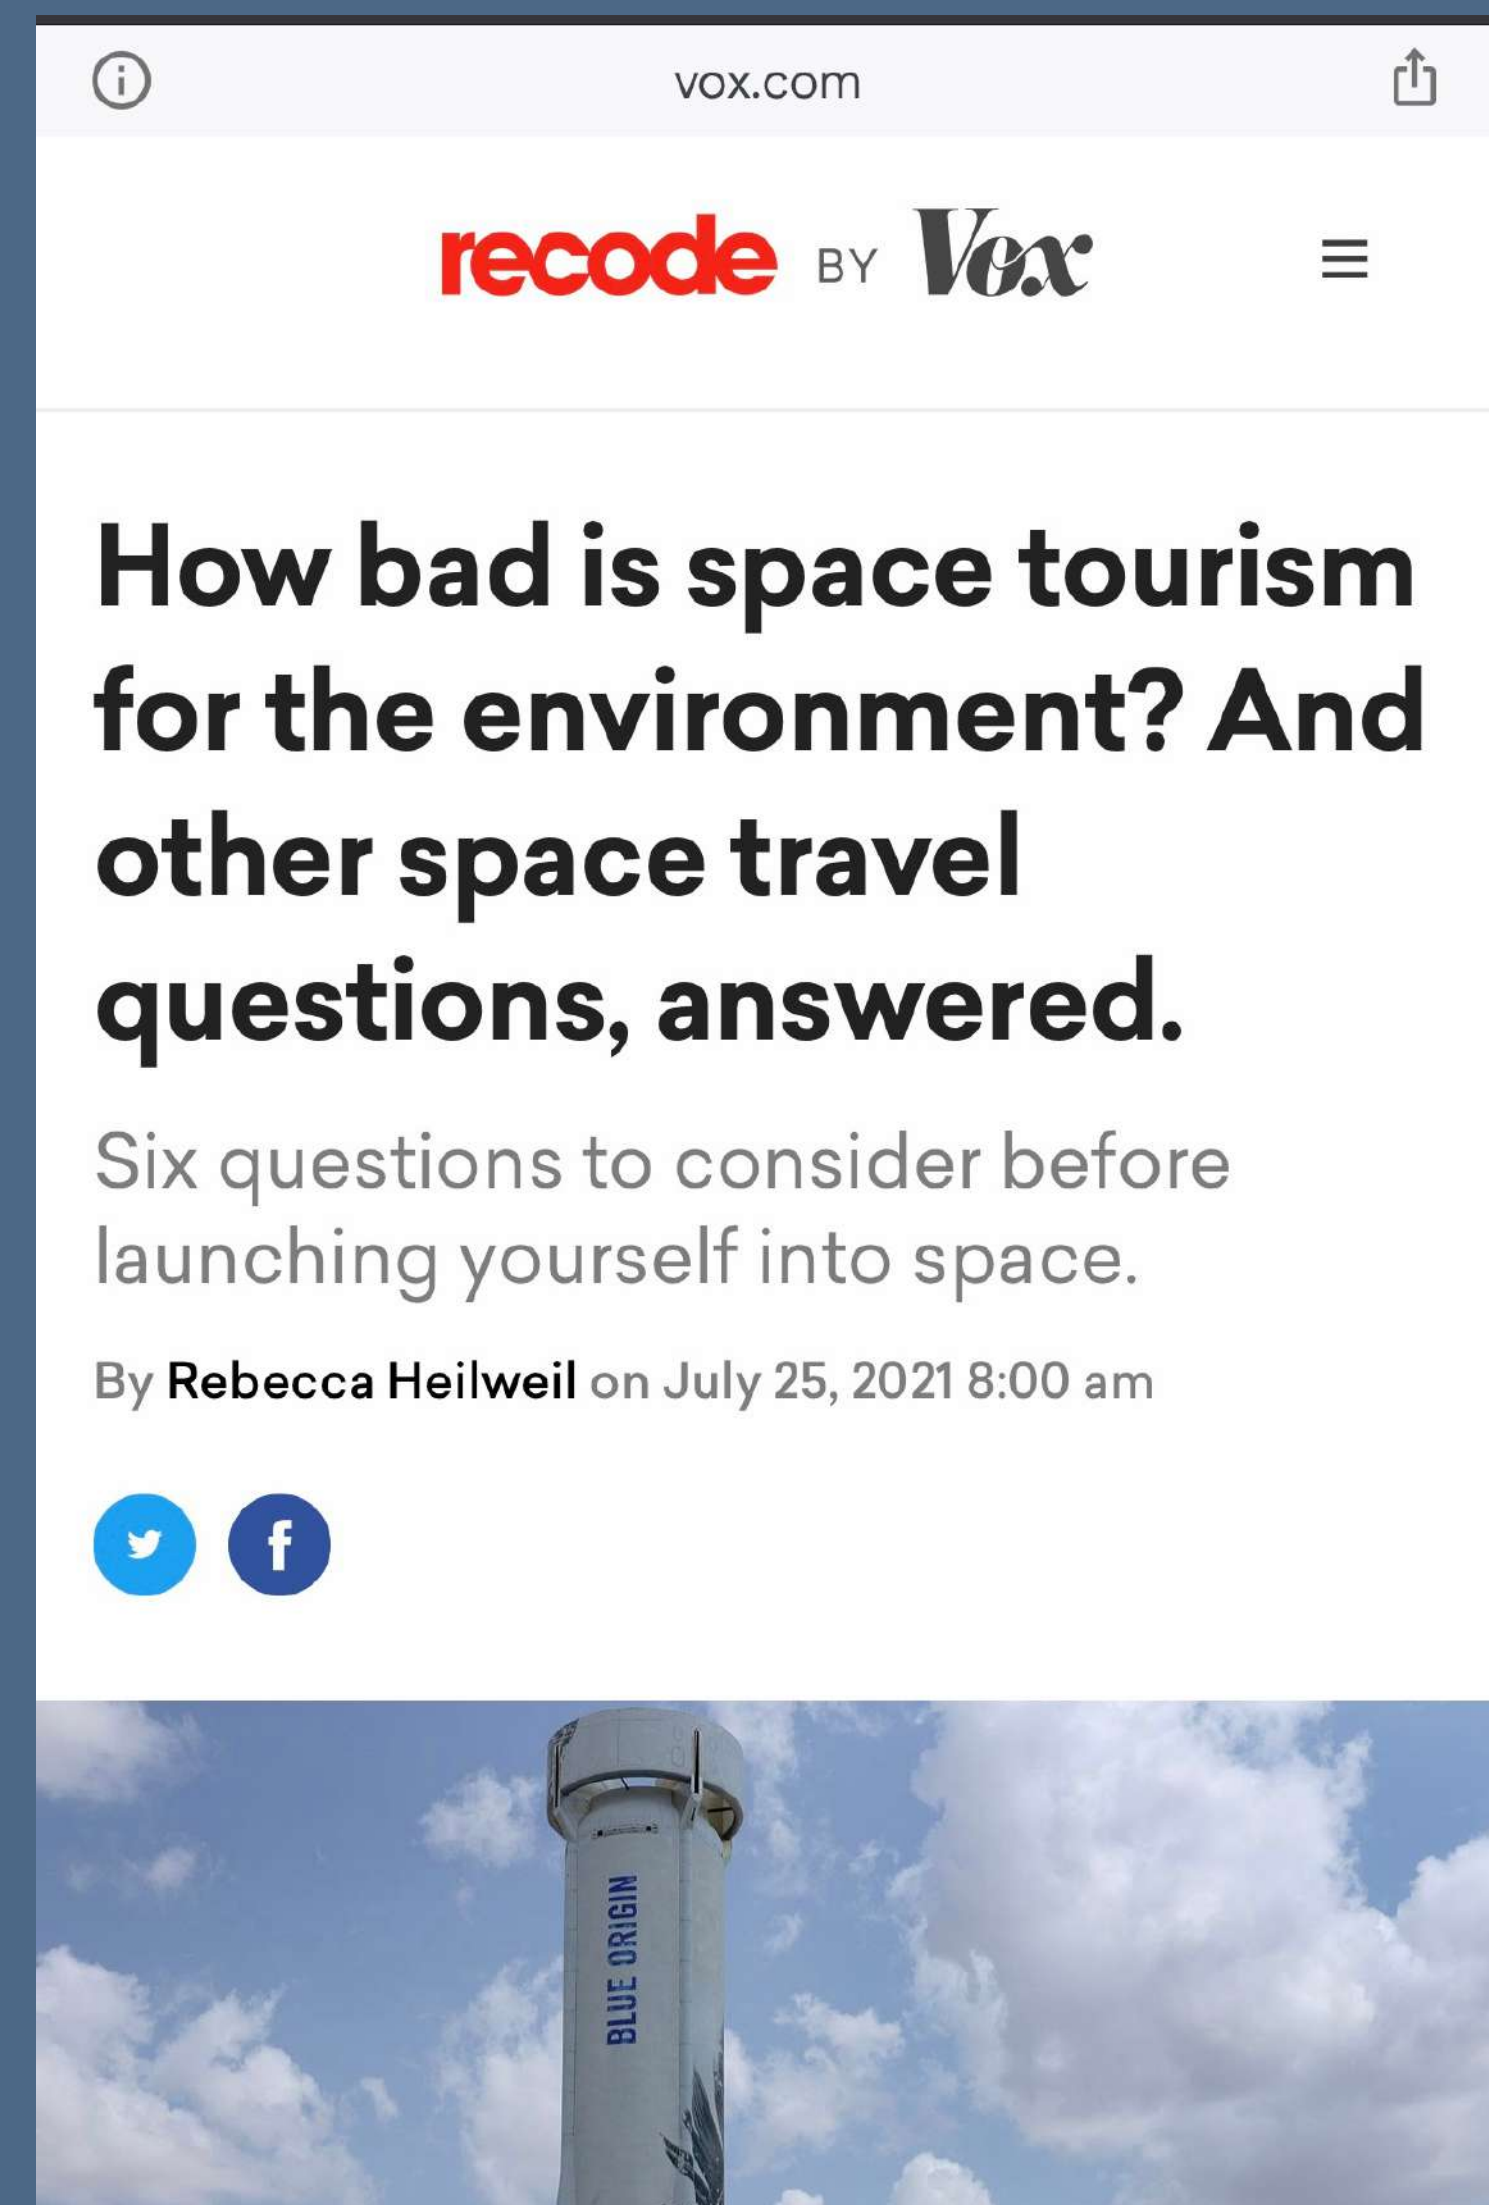 vox.com
recode BY Vox
How bad is space tourism
for the environment? And
other space travel
questions, answered.
Six questions to consider before
launching yourself into space.
By Rebecca Heilweil on July 25, 2021 8:00 am
BLUE ORIGIN